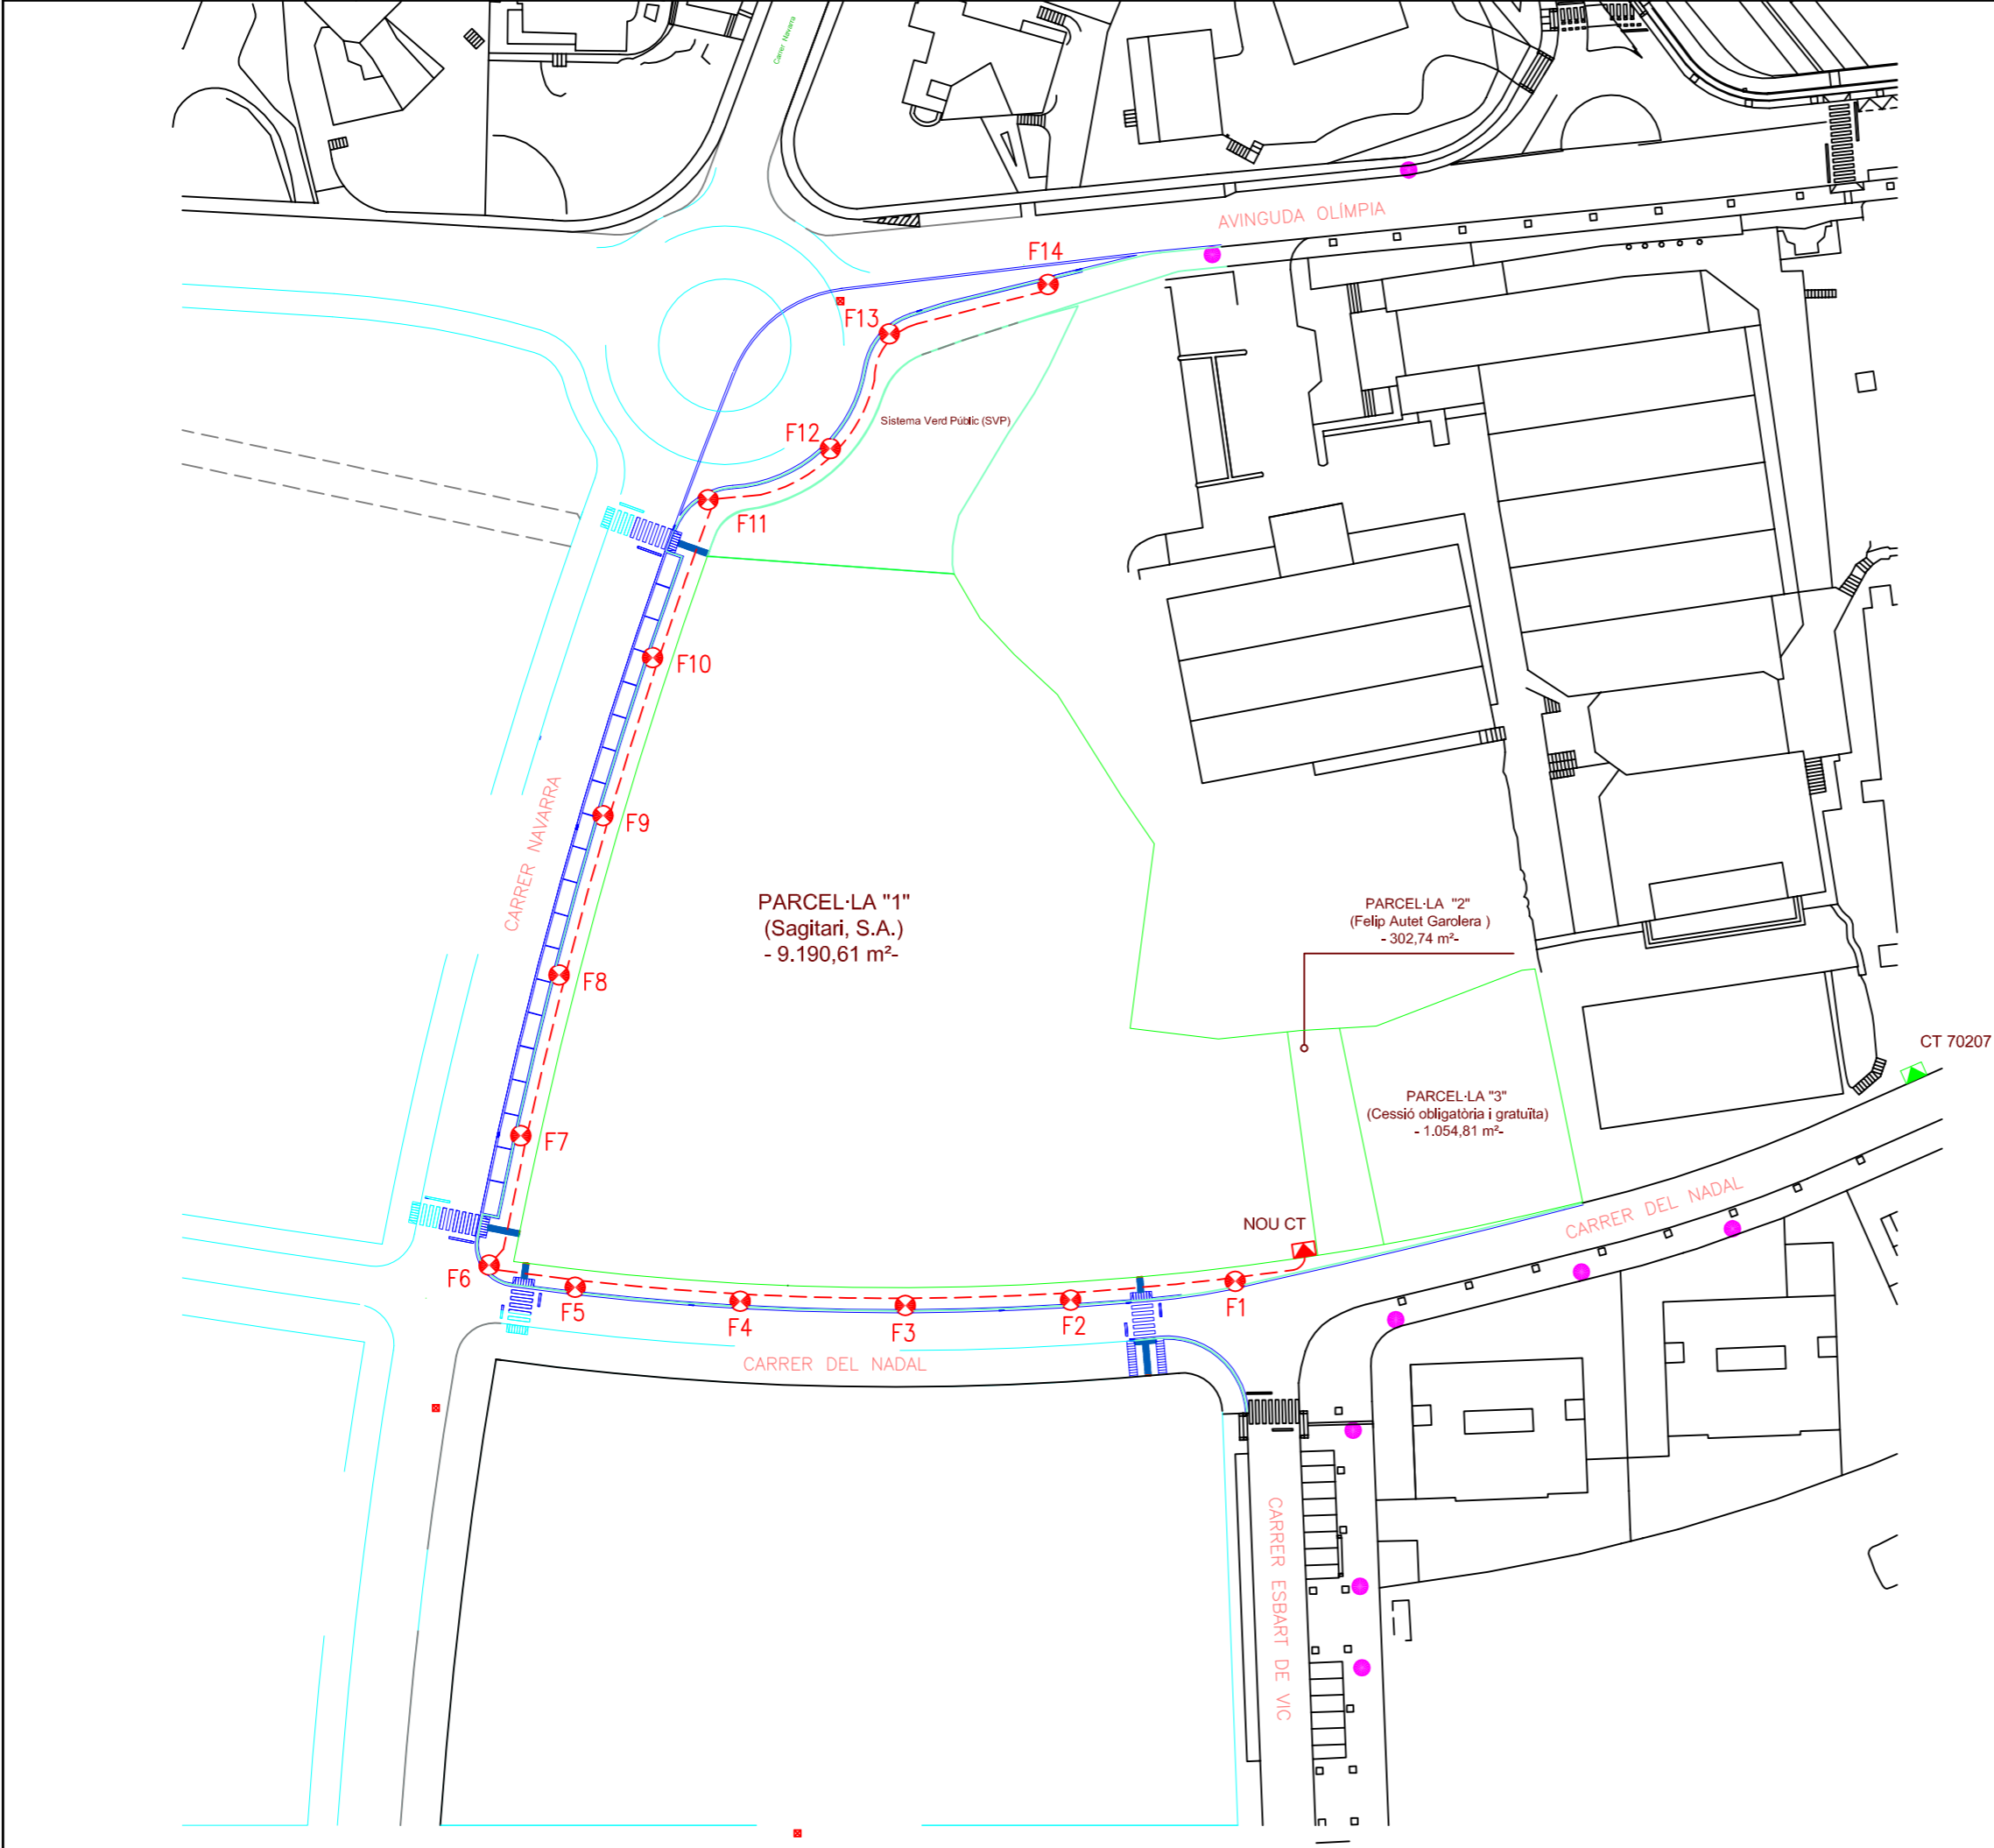 Carrer Navarra
AVINGUDA OLÍMPIA
F14
F13
Sistema Verd Públic (SVP)
F12
F11
F10
CARRER NAVARRA
F9
PARCEL·LA "1"
(Sagitari, S.A.)
- 9.190,61 m²-
PARCEL·LA "2"
(Felip Autet Garolera )
- 302,74 m²-
F8
CT 70207
PARCEL·LA "3"
(Cessió obligatòria i gratuïta)
- 1.054,81 m²-
F7
CARRER DEL NADAL
NOU CT
F6
F5
F4
F3
F2
F1
CARRER DEL NADAL
CARRER ESBART DE VIC